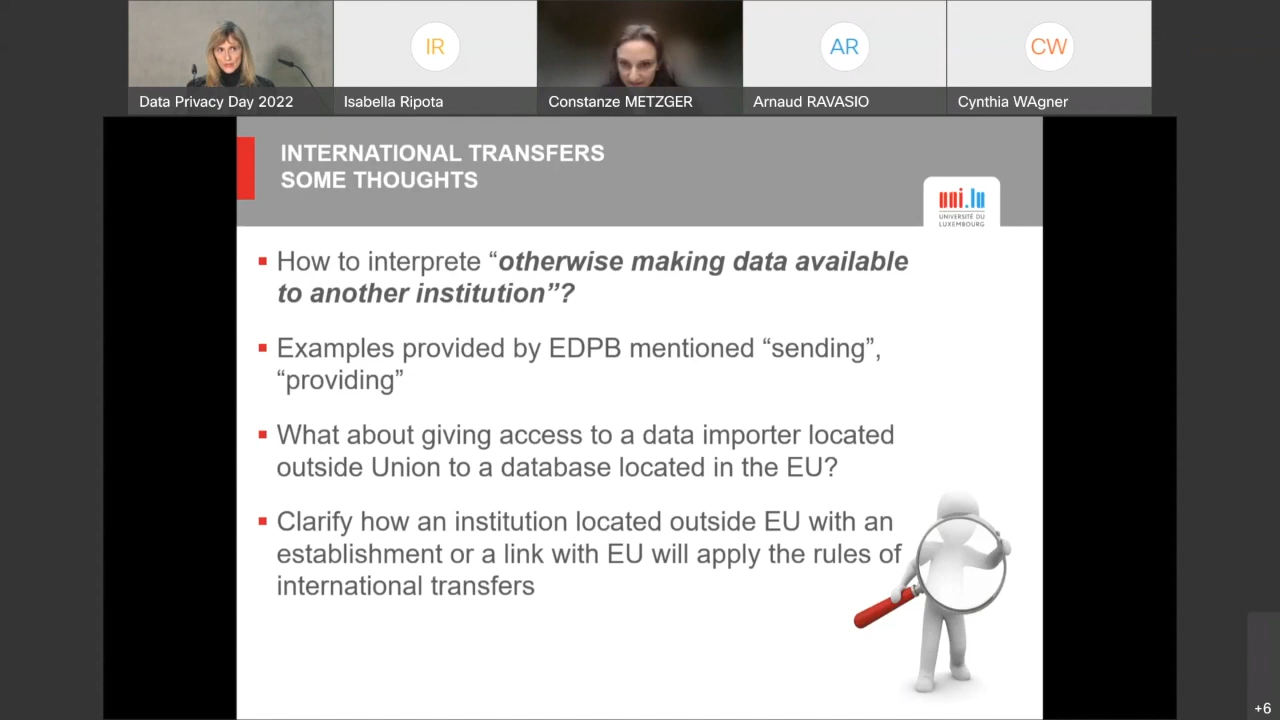 IR
AR
CW
Data Privacy Day 2022
Isabella Ripota
Constanze METZGER
Arnaud RAVASIO
Cynthia WAgner
INTERNATIONAL TRANSFERS
SOME THOUGHTS
uni.lu
UNIVERSITÉ DU
LUXEMBOURG
▪ How to interprete “otherwise making data available
to another institution”?
▪ Examples provided by EDPB mentioned “sending”,
“providing”
▪ What about giving access to a data importer located
outside Union to a database located in the EU?
▪ Clarify how an institution located outside EU with an
establishment or a link with EU will apply the rules of
international transfers
+6